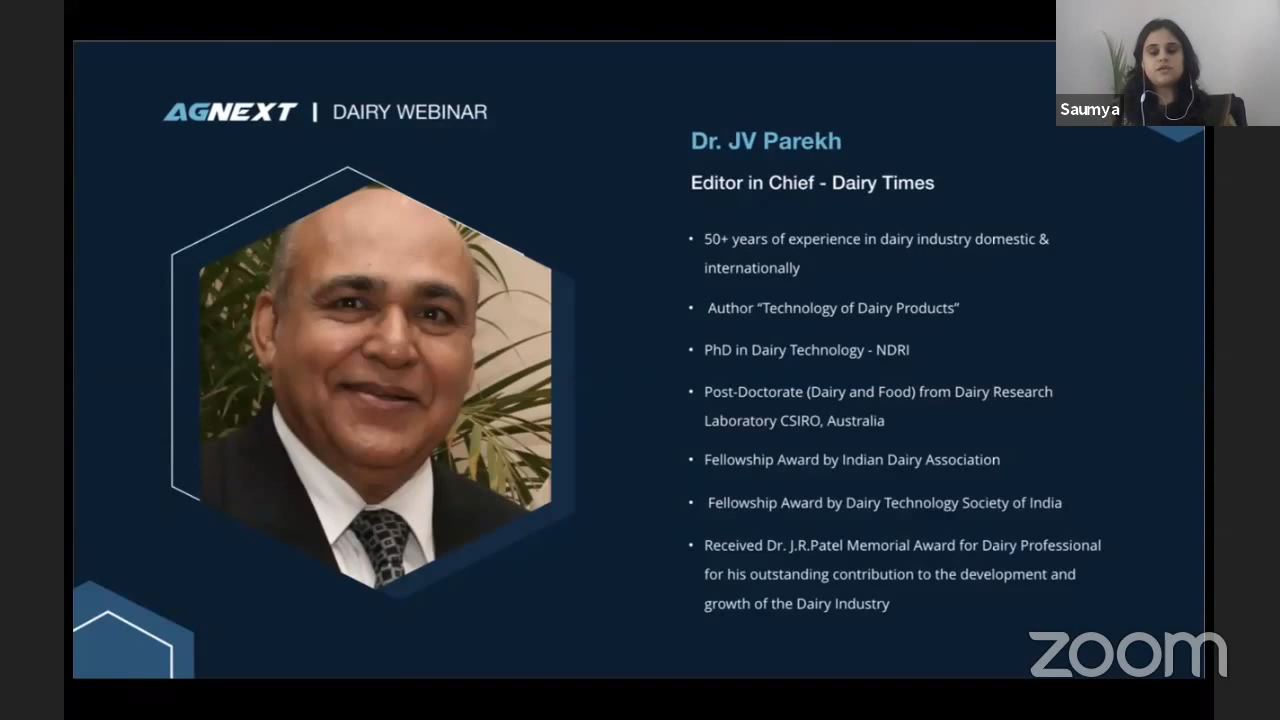 AGNEXT | DAIRY WEBINAR
Saumya
Dr. JV Parekh
Editor in Chief - Dairy Times
• 50+ years of experience in dairy industry domestic &
internationally
• Author “Technology of Dairy Products”
• PhD in Dairy Technology - NDRI
• Post-Doctorate (Dairy and Food) from Dairy Research
Laboratory CSIRO, Australia
• Fellowship Award by Indian Dairy Association
• Fellowship Award by Dairy Technology Society of India
• Received Dr. J.R.Patel Memorial Award for Dairy Professional
for his outstanding contribution to the development and
growth of the Dairy Industry
zoom